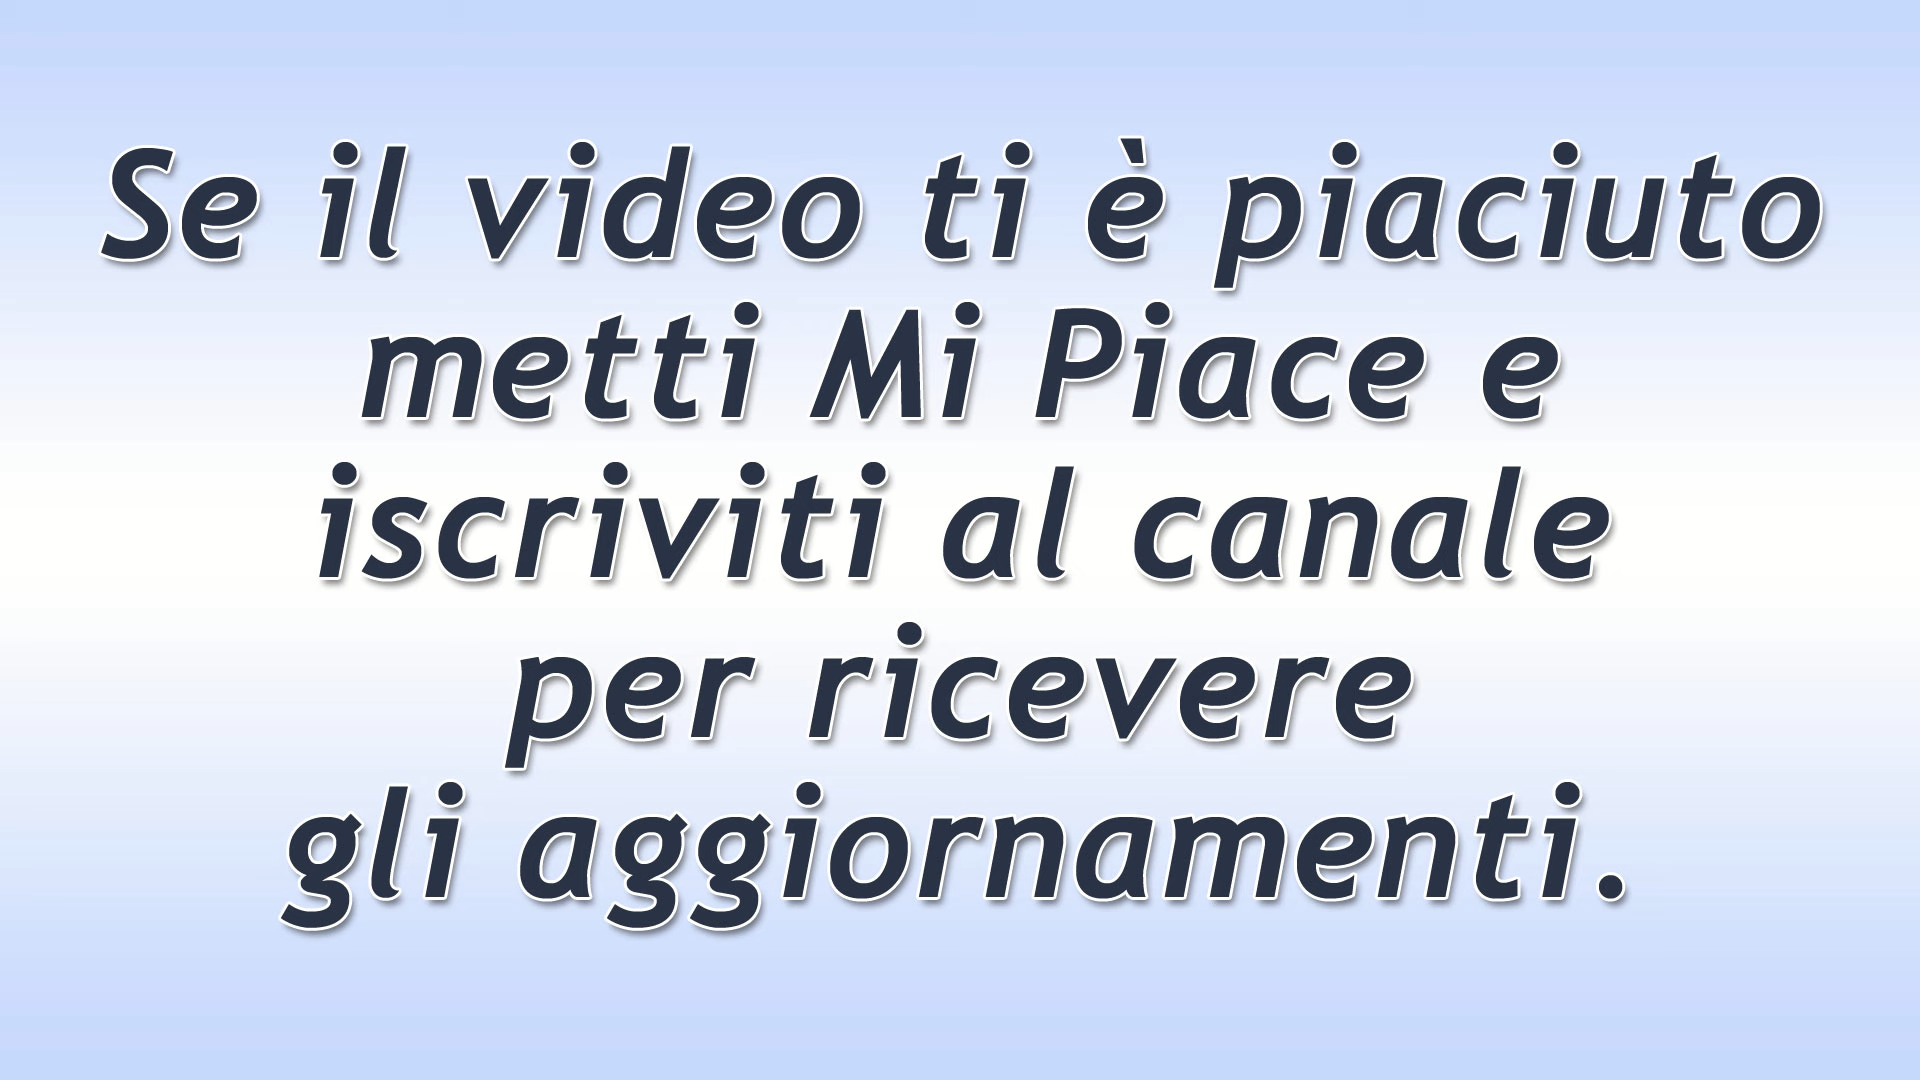 Se il video ti è piaciuto
metti Mi Piace e
iscriviti al canale
per ricevere
gli aggiornamenti.